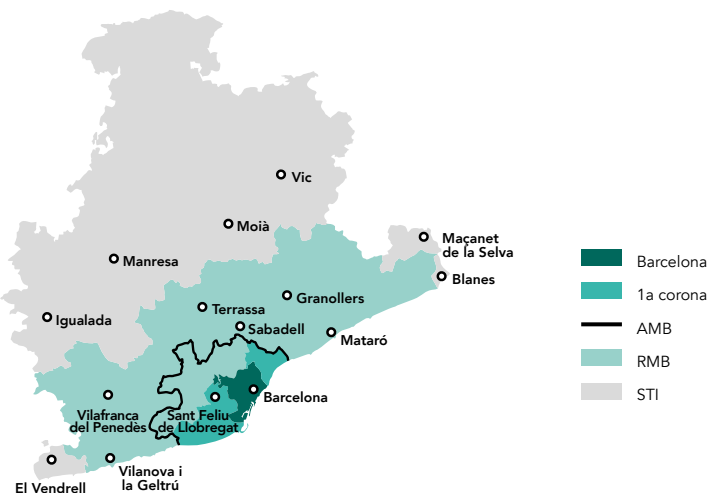 Vic
Moià
Maçanet
de la Selva
Manresa
Blanes
Granollers
Terrassa
Igualada
Sabadell
Mataró
Barcelona
Vilafranca
del Penedès
Sant Feliu
de Llobregat
Vilanova i
la Geltrú
El Vendrell
Barcelona
1a corona
AMB
RMB
STI